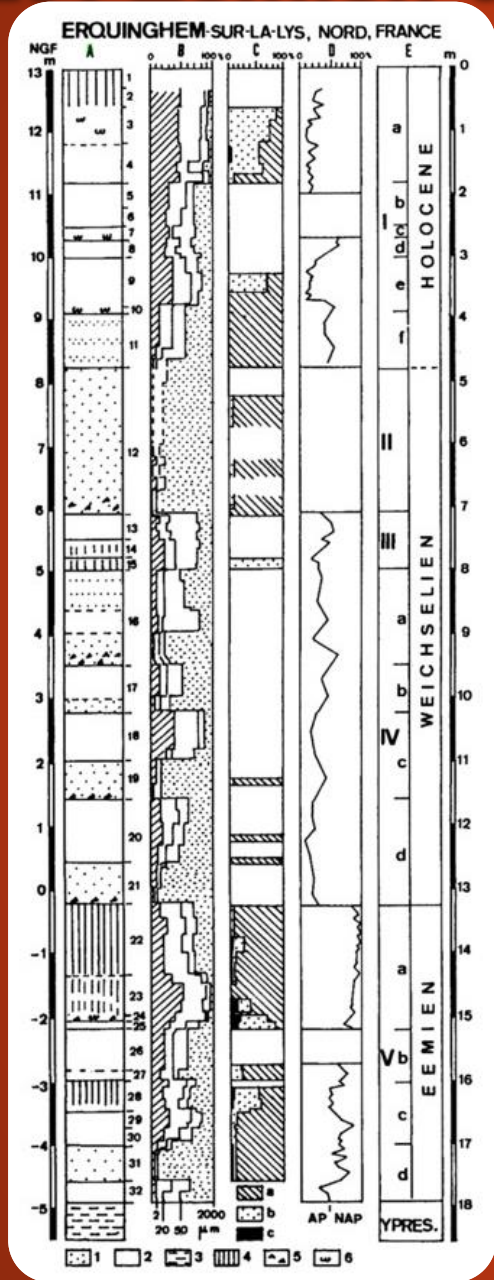 ERQUINGHEM-SUR-LA-LYS, NORD, FRANCE
NGF A B C D E m
m 0 100% 0 100% 0 100%
13 0
1
2
3
12 1
a
4
11 2
5 b
6
I
7 c
10 3
8 d
9 e
9 10 4
11 f
HOLOCENE
8 5
7 6
12 II
6 7
13
III
14
15
5 8
16 a
4 9
17 b
3 10
WEICHSELIEN
18 IV
2 c 11
19
1 12
20 d
0 13
21
22
-1 14
a
23
24
-2 15
25
26 V b
27
-3 16
28
29 c
EEMIEN
30
-4 17
31 d
32
-5 18
a
b
c
2 2000
20 50 μm
AP NAP
YPRES.
1 2 3 4 5 6